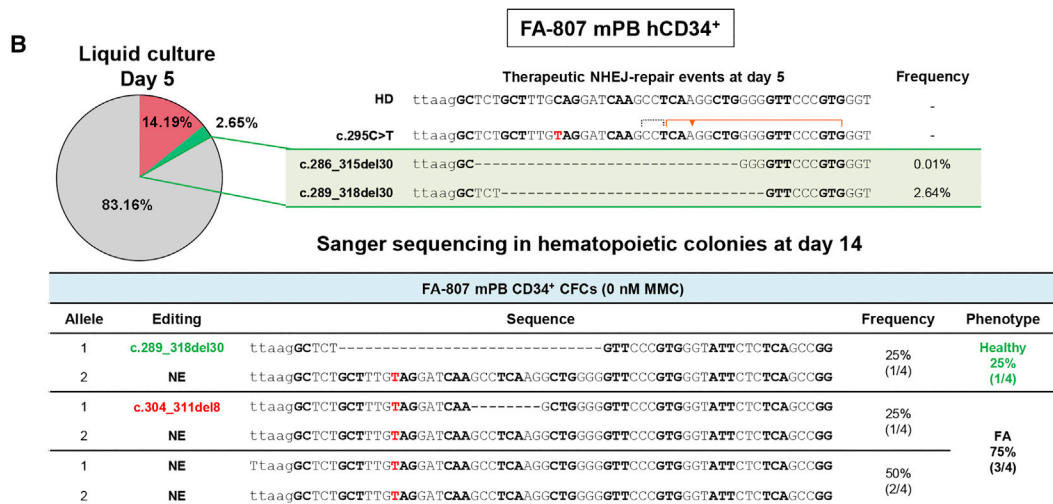 B
FA-807 mPB hCD34+
Liquid culture
Day 5
14.19%
2.65%
83.16%
Therapeutic NHEJ-repair events at day 5 Frequency
HD ttaagGCTCTGCTTTGCAGGATCAAGCCTCAAGGCTGGGGGTTCCCGTGGGT -
c.295C>T ttaagGCTCTGCTTTGTAGGATCAAGCCTCAAGGCTGGGGGTTCCCGTGGGT -
c.286_315del30 ttaagGC------------------------------GGGGTTCCCGTGGGT 0.01%
c.289_318del30 ttaagGCTCT------------------------------GTTCCCGTGGGT 2.64%
Sanger sequencing in hematopoietic colonies at day 14
FA-807 mPB CD34+ CFCs (0 nM MMC)
Allele Editing Sequence Frequency Phenotype
1 c.289_318del30 ttaagGCTCT------------------------------GTTCCCGTGGGTATTCTCTCAGCCGG
2 NE ttaagGCTCTGCTTTGTAGGATCAAGCCTCAAGGCTGGGGGTTCCCGTGGGTATTCTCTCAGCCGG
25%
(1/4)
Healthy
25%
(1/4)
1 c.304_311del8 ttaagGCTCTGCTTTGTAGGATCAA--------GCTGGGGGTTCCCGTGGGTATTCTCTCAGCCGG
2 NE ttaagGCTCTGCTTTGTAGGATCAAGCCTCAAGGCTGGGGGTTCCCGTGGGTATTCTCTCAGCCGG
25%
(1/4)
1 NE TtaagGCTCTGCTTTGTAGGATCAAGCCTCAAGGCTGGGGGTTCCCGTGGGTATTCTCTCAGCCGG
2 NE ttaagGCTCTGCTTTGTAGGATCAAGCCTCAAGGCTGGGGGTTCCCGTGGGTATTCTCTCAGCCGG
50%
(2/4)
FA
75%
(3/4)